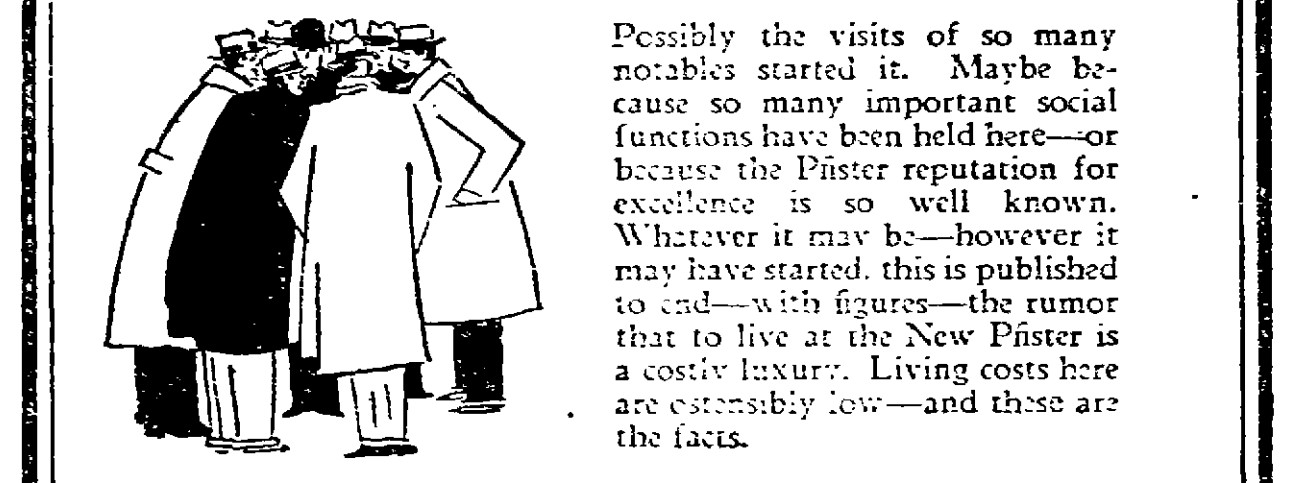 Possibly the visits of so many
notables started it. Maybe be-
cause so many important social
functions have been held here—or
because the Pfister reputation for
excellence is so well known.
Whatever it may be—however it
may have started, this is published
to end—with figures—the rumor
that to live at the New Pfister is
a costly luxury. Living costs here
are ostensibly low—and these are
the facts.